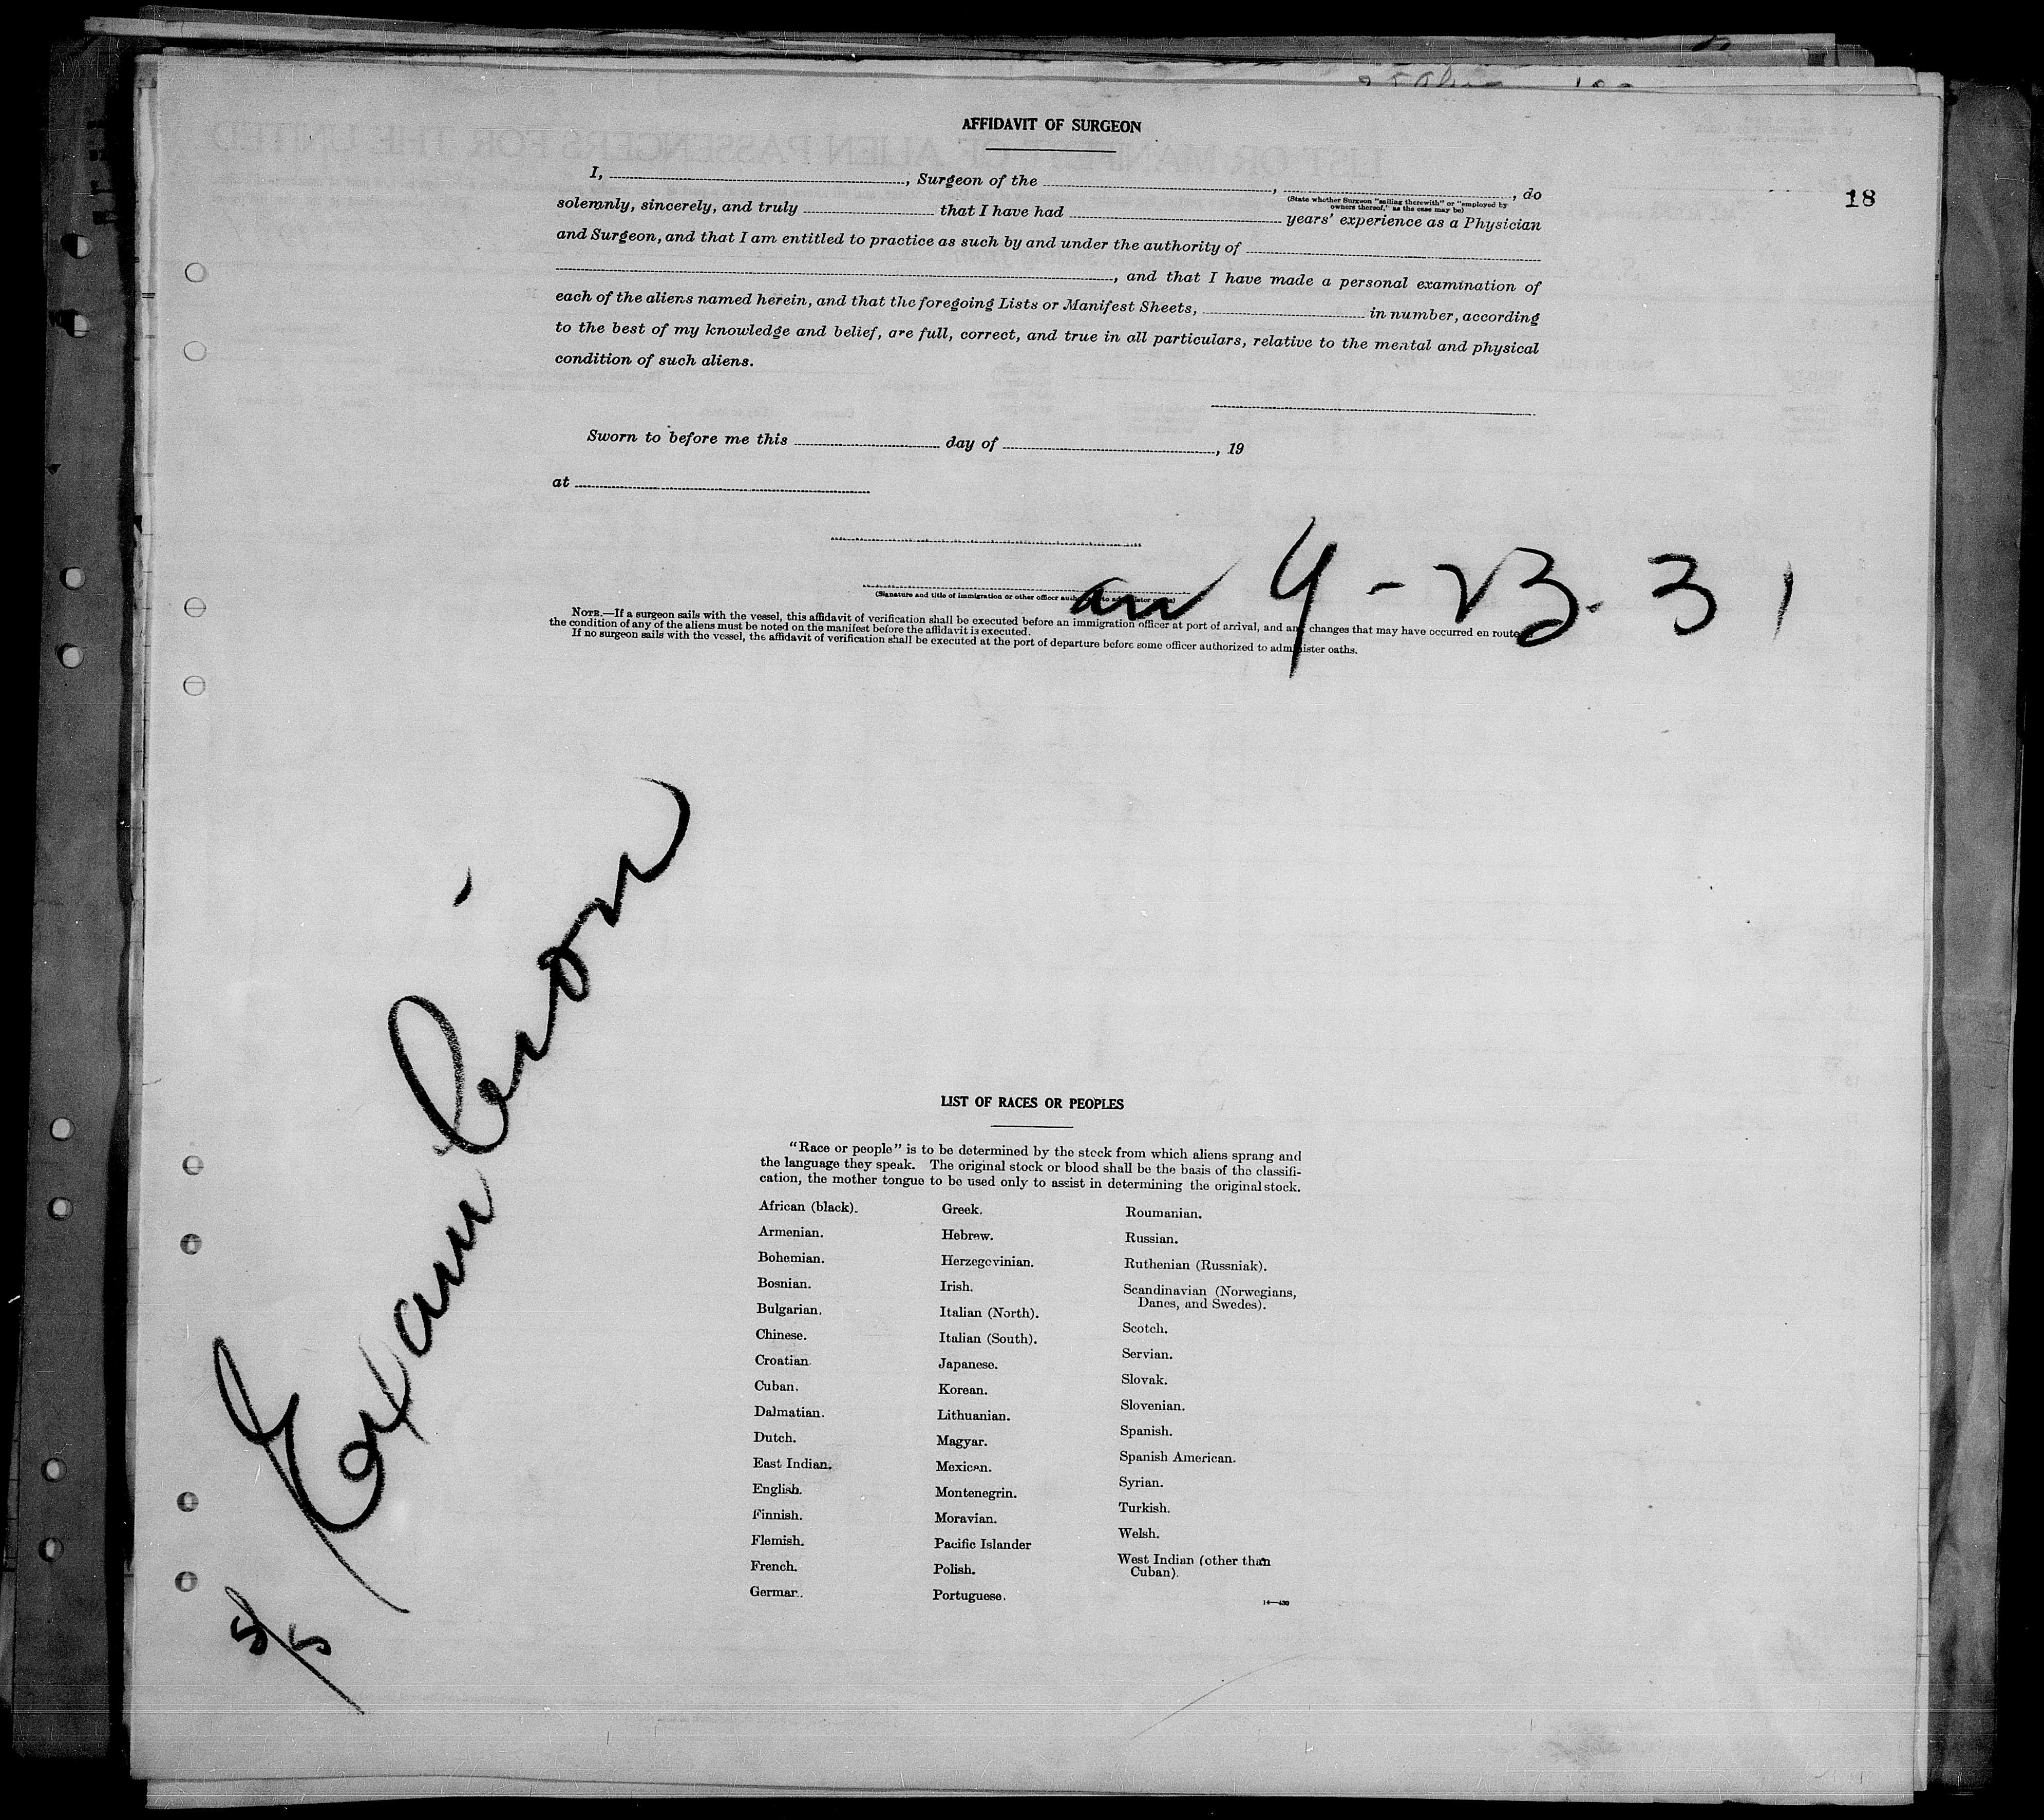 AFFIDAVIT OF SURGEON
18
I, , Surgeon of the , , do
(State whether Surgeon "sailing therewith" or "employed by
owners thereof," as the case may be)
solemnly, sincerely, and truly that I have had years' experience as a Physician
and Surgeon, and that I am entitled to practice as such by and under the authority of
, and that I have made a personal examination of
each of the aliens named herein, and that the foregoing Lists or Manifest Sheets, in number, according
to the best of my knowledge and belief, are full, correct, and true in all particulars, relative to the mental and physical
condition of such aliens.
Sworn to before me this day of , 19
at
arr 4-23-31
(Signature and title of immigration or other officer authorized to administer oaths)
NOTE.—If a surgeon sails with the vessel, this affidavit of verification shall be executed before an immigration officer at port of arrival, and any changes that may have occurred en route
the condition of any of the aliens must be noted on the manifest before the affidavit is executed.
If no surgeon sails with the vessel, the affidavit of verification shall be executed at the port of departure before some officer authorized to administer oaths.
S/S Examilion
LIST OF RACES OR PEOPLES
"Race or people" is to be determined by the stock from which aliens sprang and
the language they speak. The original stock or blood shall be the basis of the classifi-
cation, the mother tongue to be used only to assist in determining the original stock.
African (black).
Armenian.
Bohemian.
Bosnian.
Bulgarian.
Chinese.
Croatian.
Cuban.
Dalmatian.
Dutch.
East Indian.
English.
Finnish.
Flemish.
French.
German.
Greek.
Hebrew.
Herzegovinian.
Irish.
Italian (North).
Italian (South).
Japanese.
Korean.
Lithuanian.
Magyar.
Mexican.
Montenegrin.
Moravian.
Pacific Islander
Polish.
Portuguese.
Roumanian.
Russian.
Ruthenian (Russniak).
Scandinavian (Norwegians,
Danes, and Swedes).
Scotch.
Servian.
Slovak.
Slovenian.
Spanish.
Spanish American.
Syrian.
Turkish.
Welsh.
West Indian (other than
Cuban).
14—430